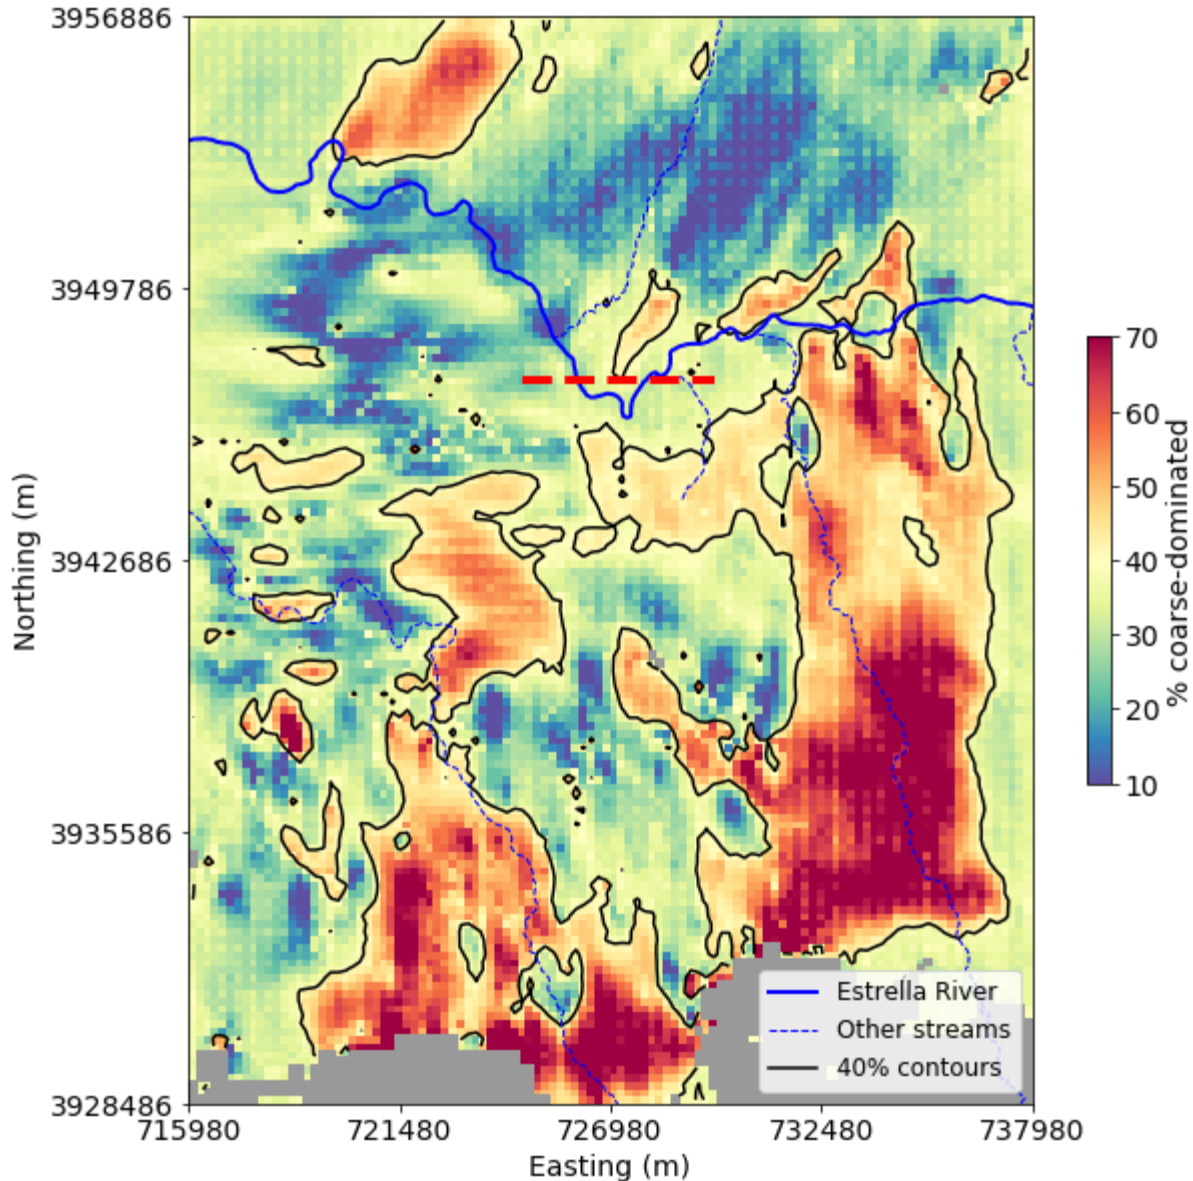 3956886
3949786
3942686
3935586
3928486
Northing (m)
715980 721480 726980 732480 737980
Easting (m)
Estrella River
Other streams
40% contours
70
60
50
40
30
20
10
% coarse-dominated